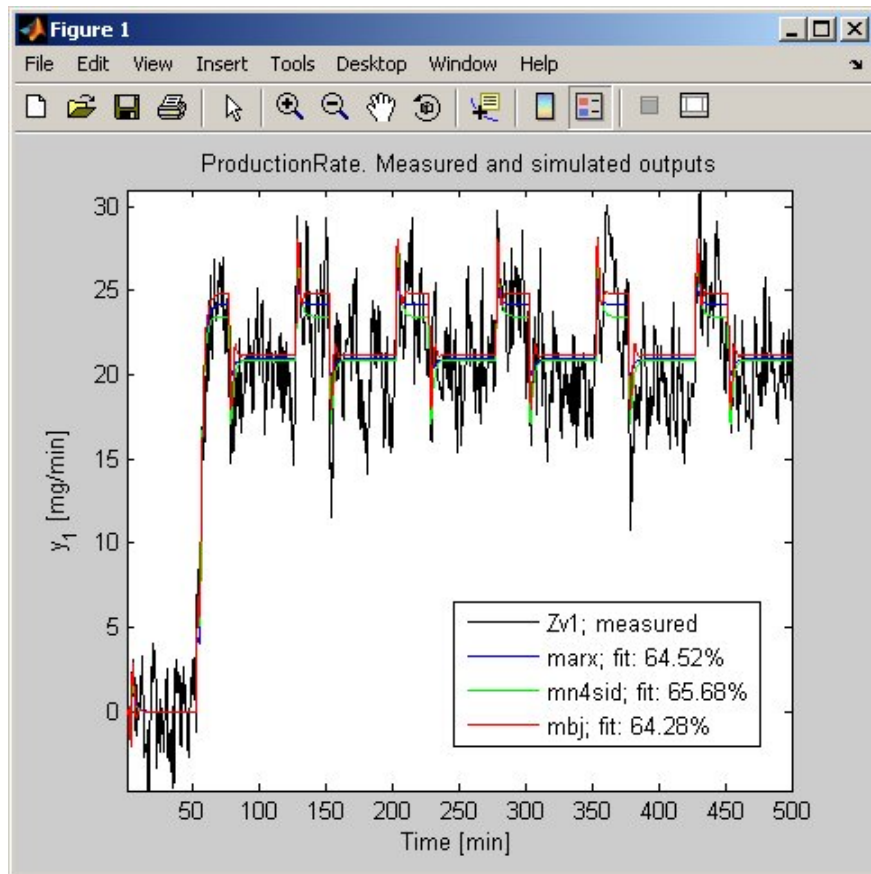 Figure 1
File Edit View Insert Tools Desktop Window Help
ProductionRate. Measured and simulated outputs
30
25
20
15
10
5
0
y1 [mg/min]
Zv1; measured
marx; fit: 64.52%
mn4sid; fit: 65.68%
mbj; fit: 64.28%
50 100 150 200 250 300 350 400 450 500
Time [min]